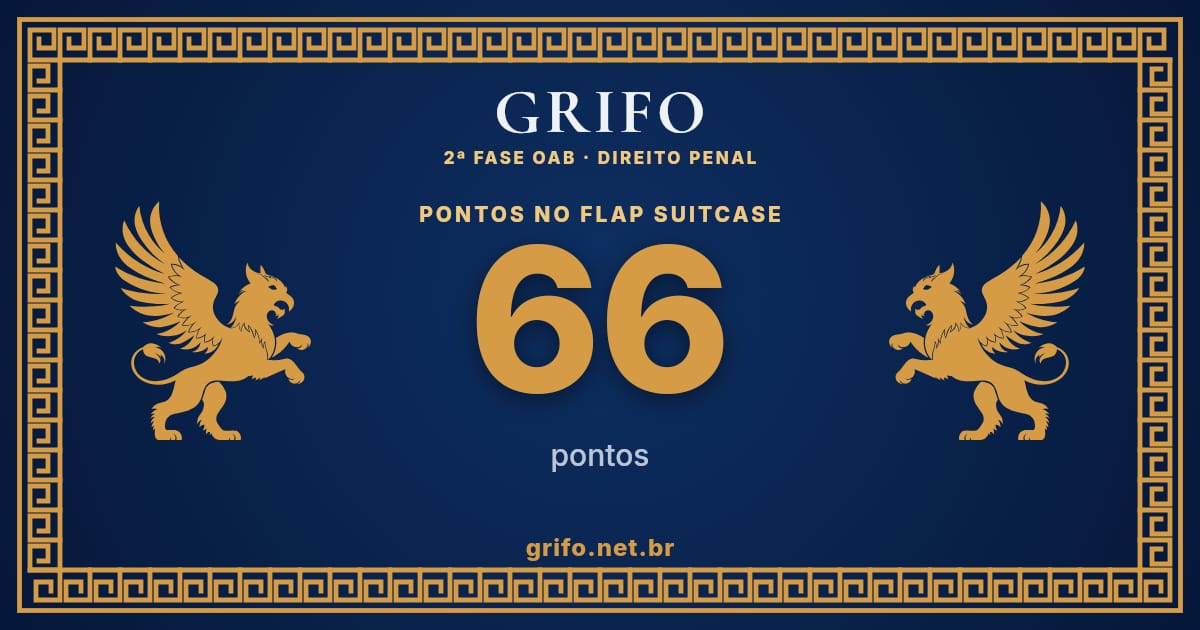 GRIFO
2ª FASE OAB · DIREITO PENAL
PONTOS NO FLAP SUITCASE
66
pontos
grifo.net.br